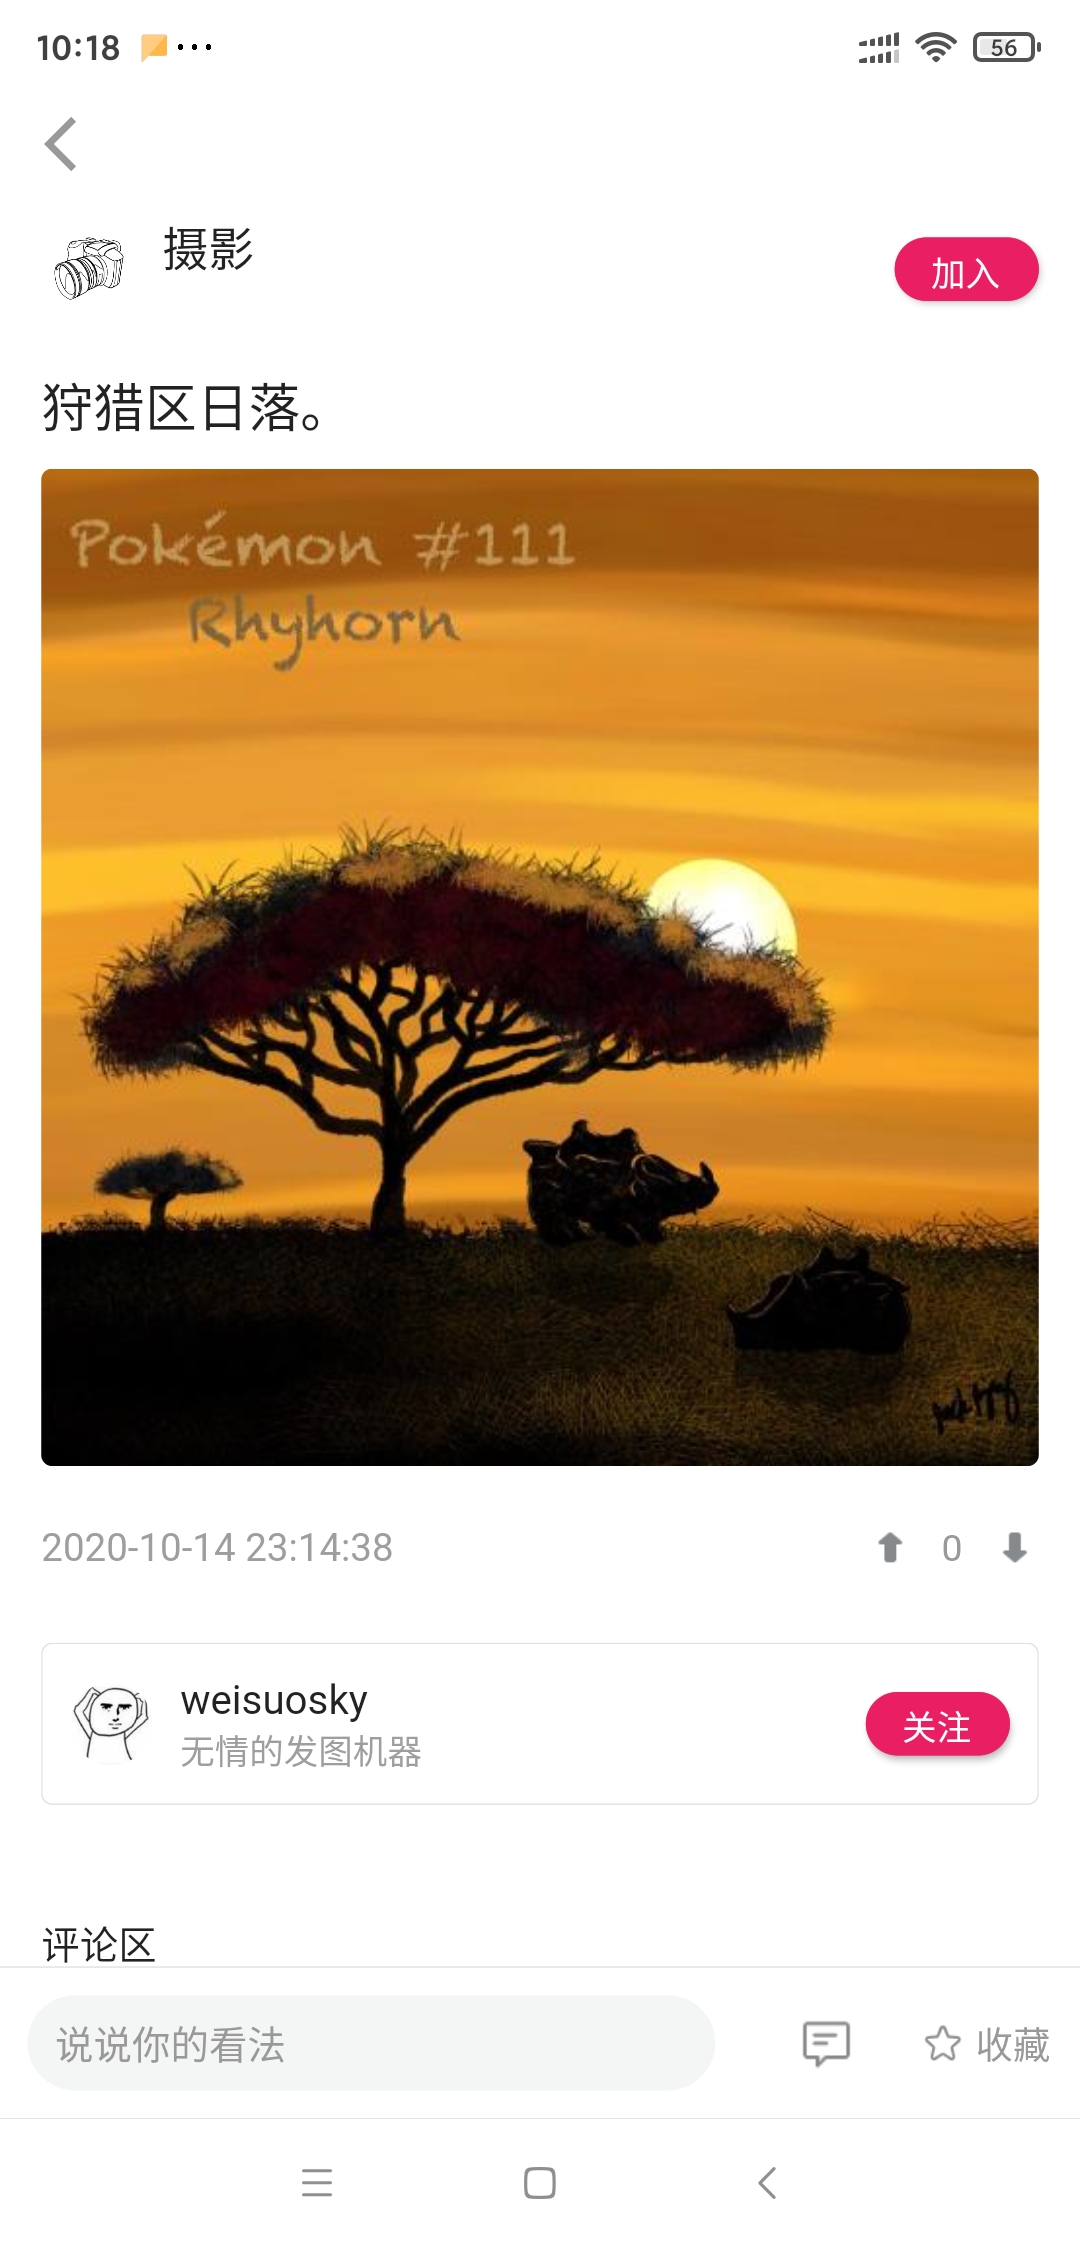 10:18
56
摄影
加入
狩猎区日落。
Pokémon #111
Rhyhorn
2020-10-14 23:14:38
0
weisuosky
无情的发图机器
关注
评论区
说说你的看法
收藏